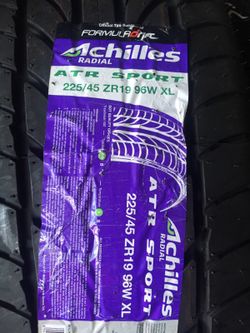 FORMULA DRIFT
Achilles
RADIAL
ATR SPORT
225/45 ZR19 96W XL
Achilles
RADIAL
ATR SPORT
225/45 ZR19 96W XL